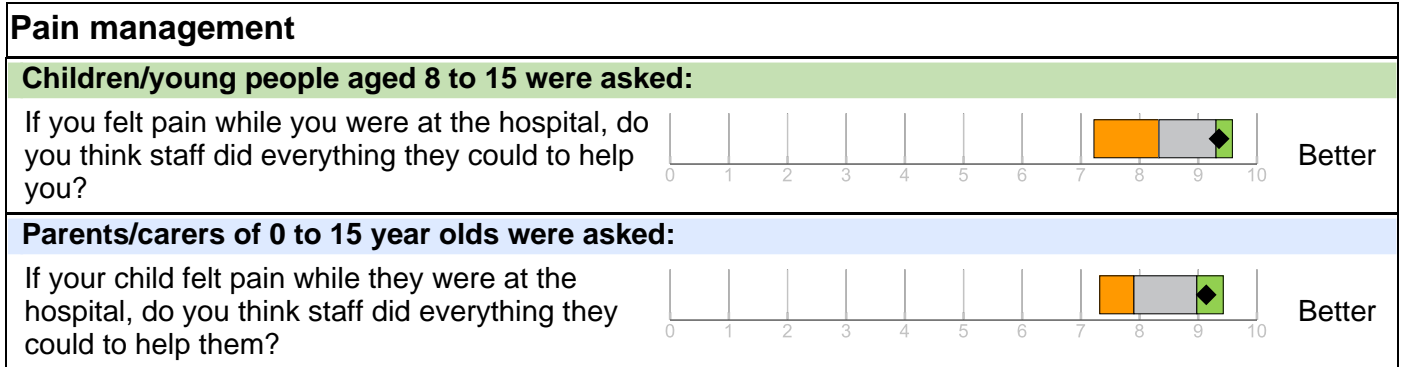 Pain management
Children/young people aged 8 to 15 were asked:
If you felt pain while you were at the hospital, do
you think staff did everything they could to help
you?
0 1 2 3 4 5 6 7 8 9 10
Better
Parents/carers of 0 to 15 year olds were asked:
If your child felt pain while they were at the
hospital, do you think staff did everything they
could to help them?
0 1 2 3 4 5 6 7 8 9 10
Better